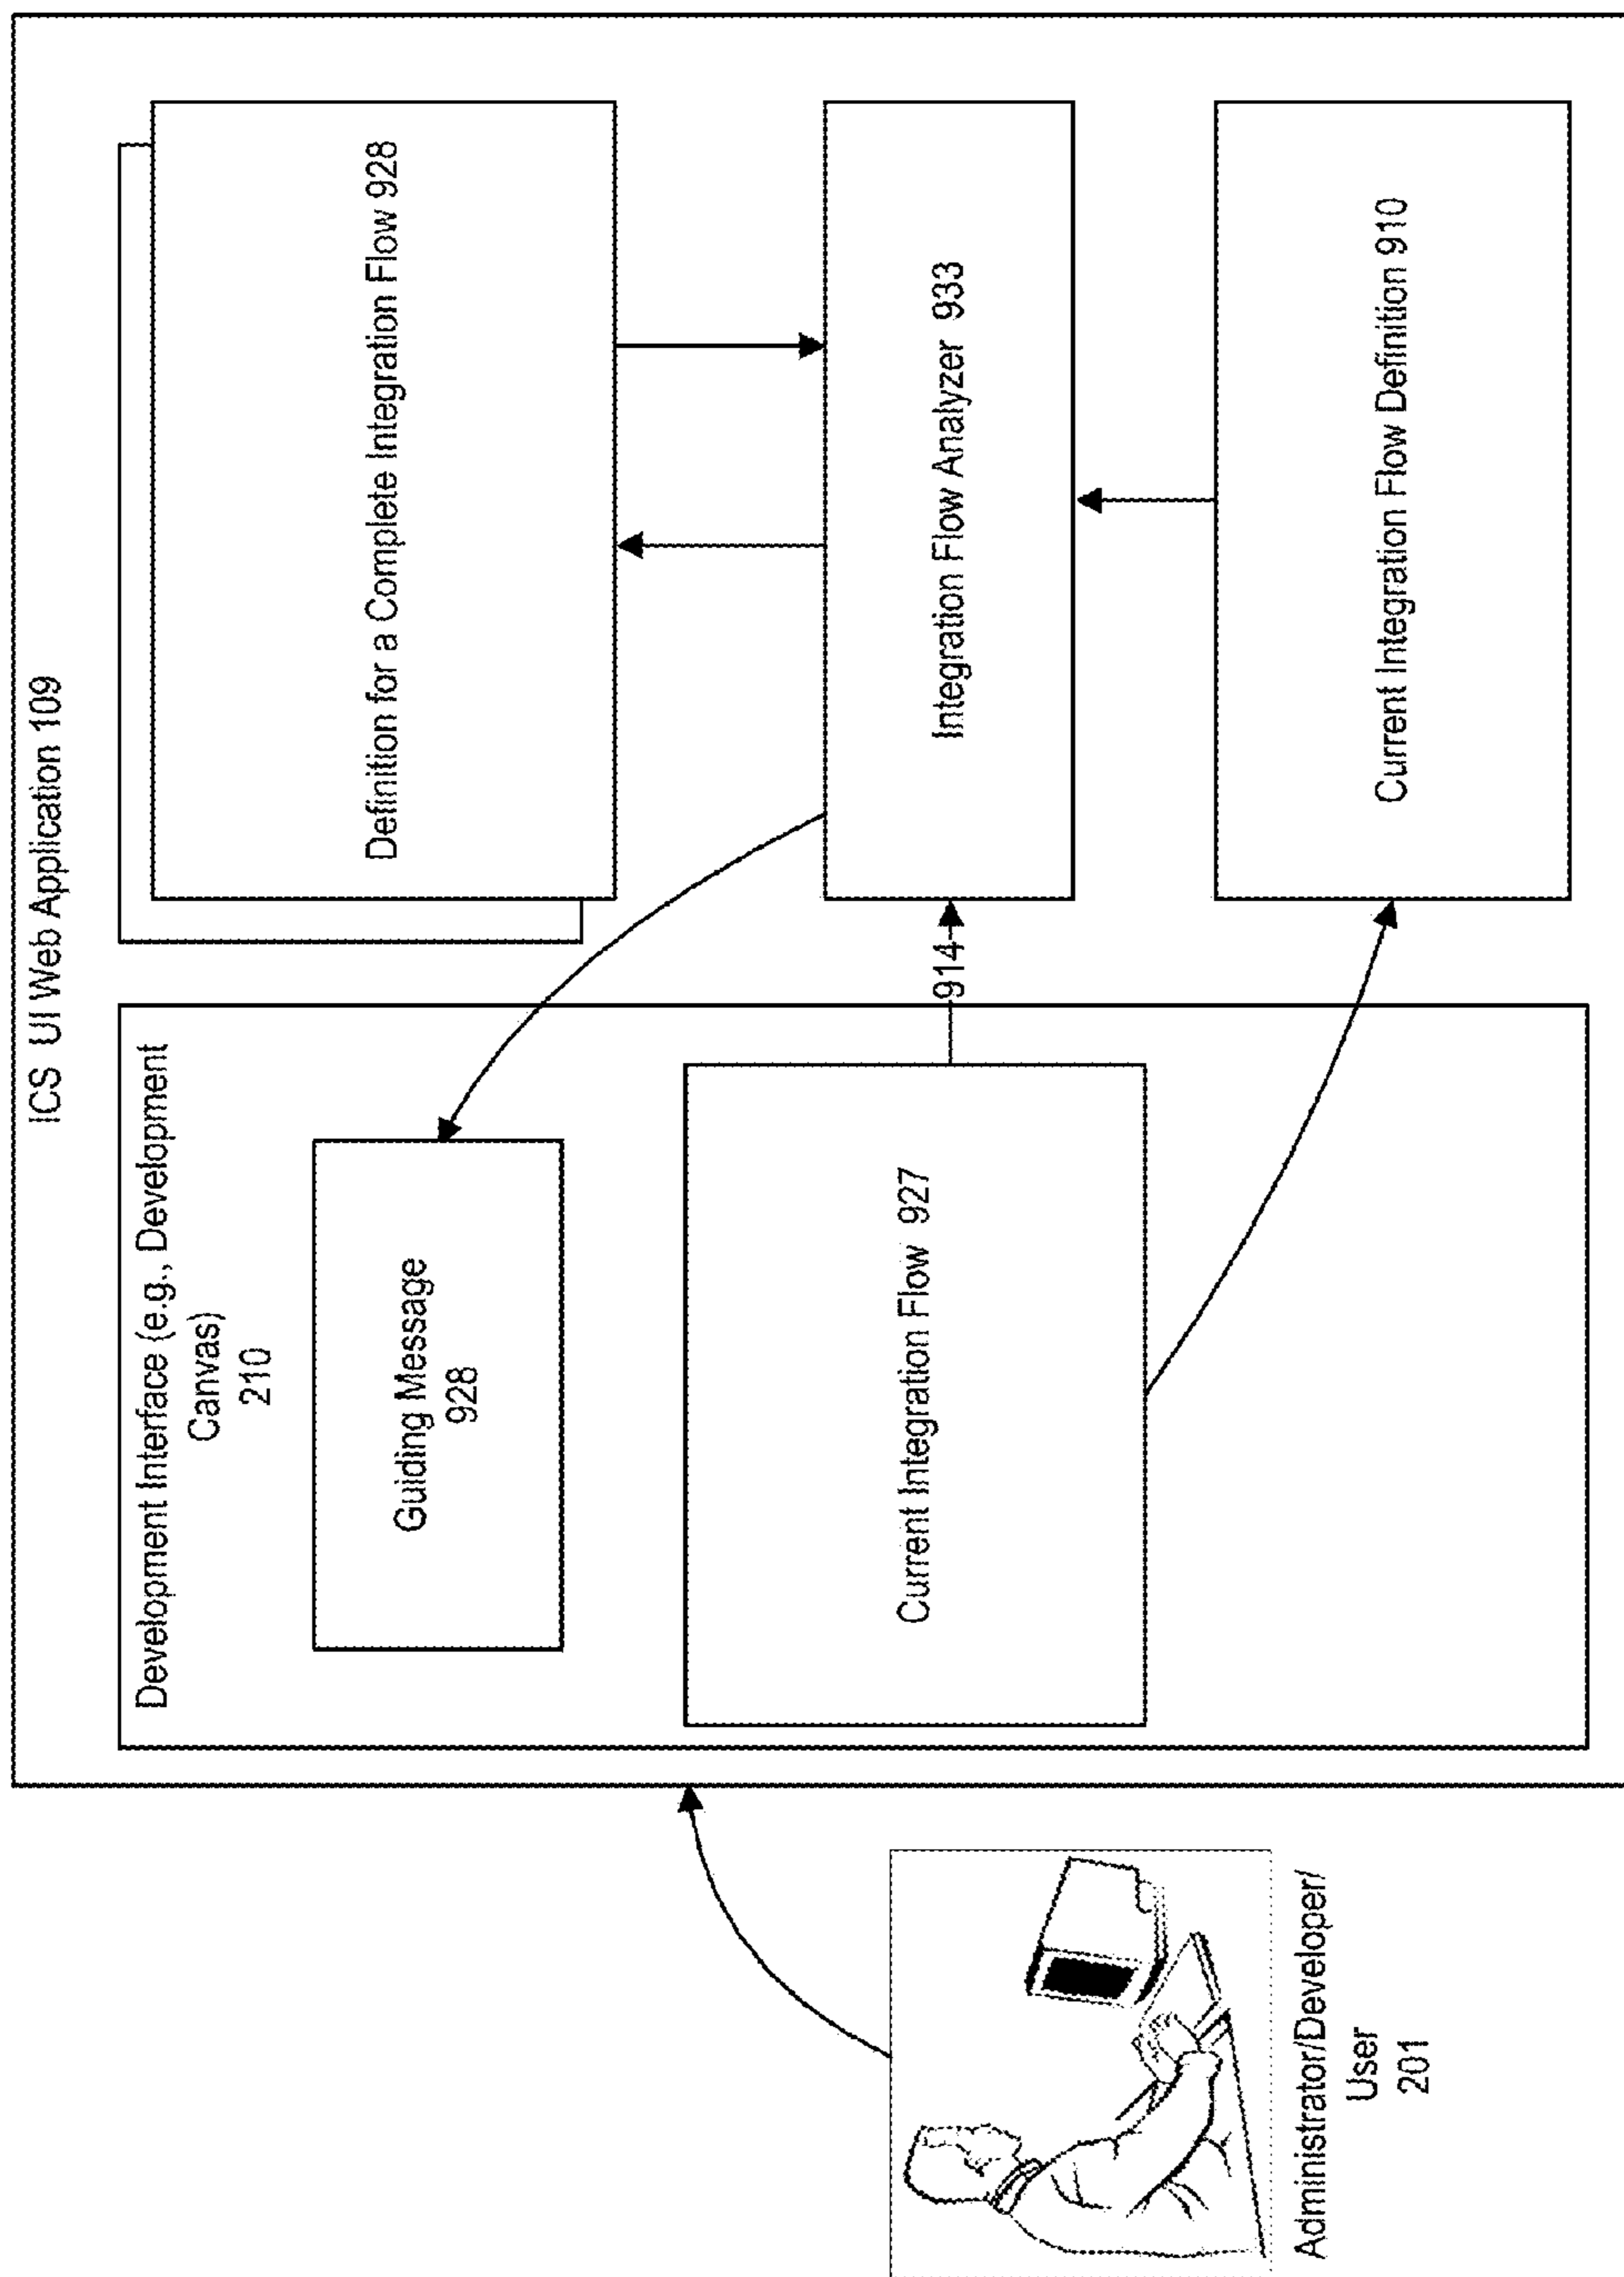 ICS UI Web Application 109
Development Interface (e.g., Development
Canvas)
210
Guiding Message
928
Current Integration Flow 927
914
Definition for a Complete Integration Flow 928
Integration Flow Analyzer 933
Current Integration Flow Definition 910
Administrator/Developer/
User
201